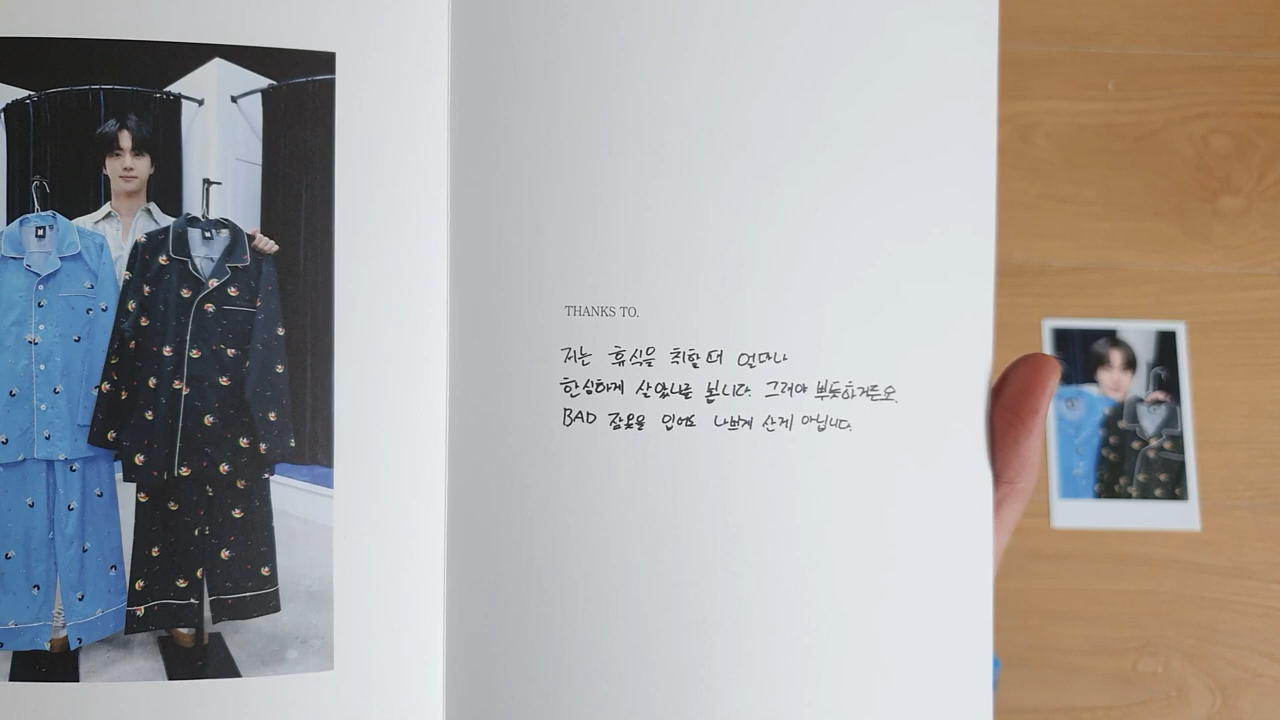 THANKS TO.
저는 휴식을 취할 때 얼마나
한심하게 살았나를 봅니다. 그래야 뿌듯하거든요.
BAD 잠옷을 입어요 나쁘게 산게 아닙니다.